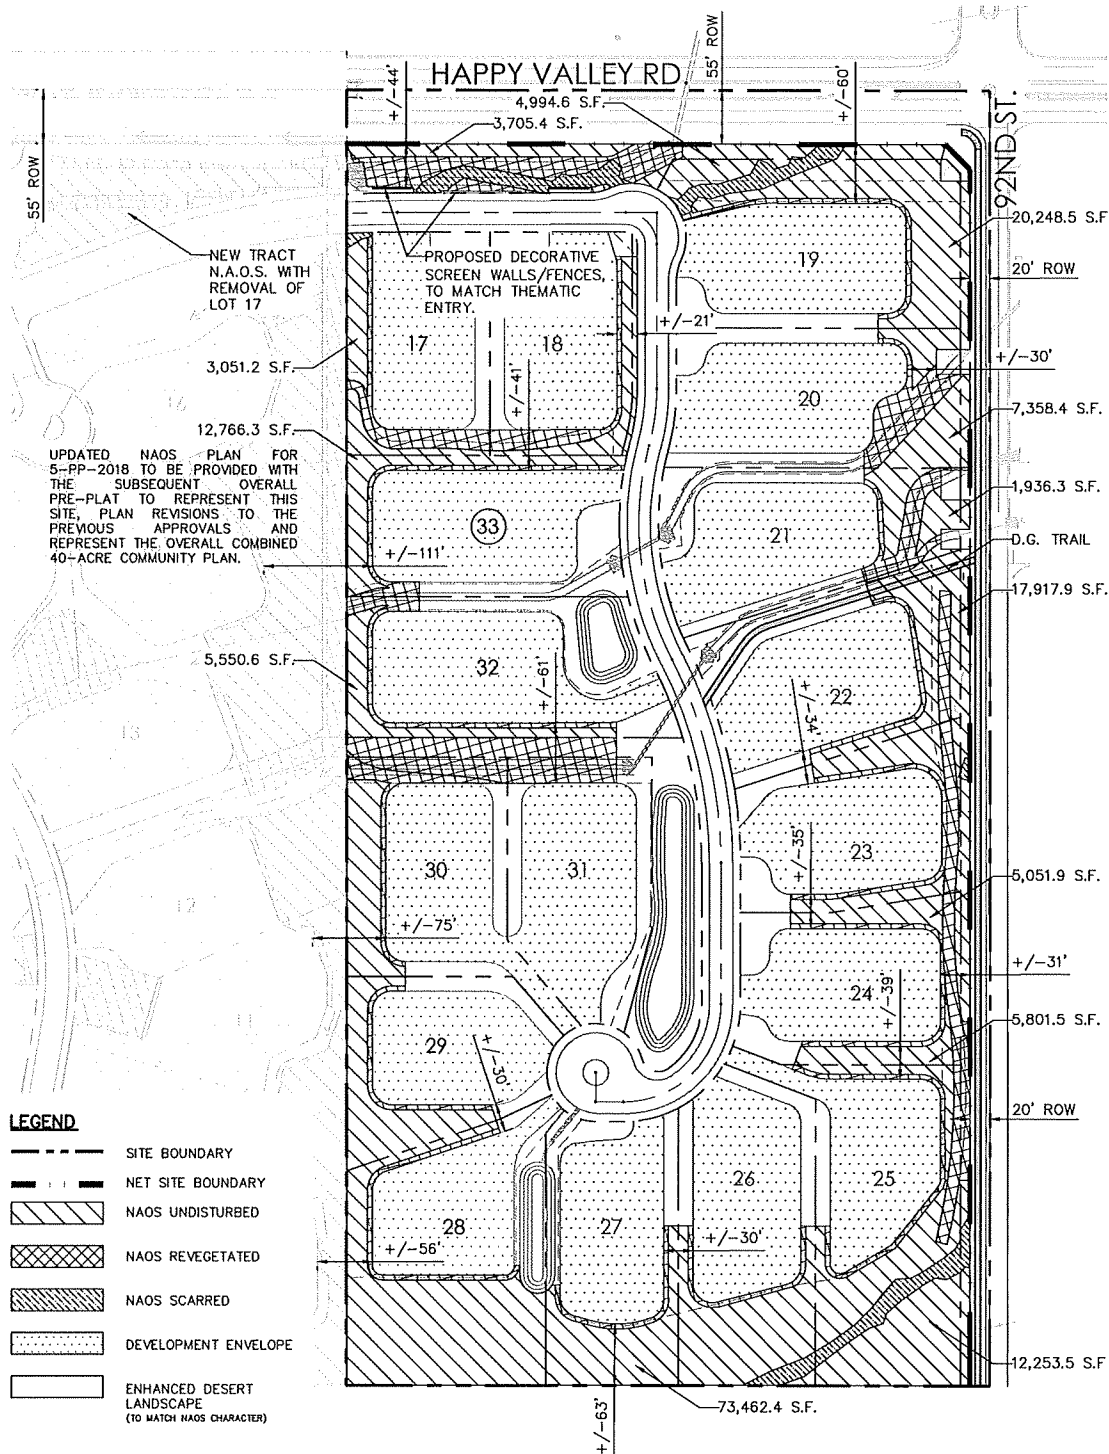 HAPPY VALLEY RD.
55' ROW
+/-44'
+/-60'
4,994.6 S.F.
3,705.4 S.F.
55' ROW
92ND ST.
20,248.5 S.F.
NEW TRACT
N.A.O.S. WITH
REMOVAL OF
LOT 17
PROPOSED DECORATIVE
SCREEN WALLS/FENCES,
TO MATCH THEMATIC
ENTRY.
19
20' ROW
+/-21'
17
18
3,051.2 S.F.
+/-41'
+/-30'
20
7,358.4 S.F.
12,766.3 S.F.
UPDATED NAOS PLAN FOR
5-PP-2018 TO BE PROVIDED WITH
THE SUBSEQUENT OVERALL
PRE-PLAT TO REPRESENT THIS
SITE, PLAN REVISIONS TO THE
PREVIOUS APPROVALS AND
REPRESENT THE OVERALL COMBINED
40-ACRE COMMUNITY PLAN.
1,936.3 S.F.
33
21
D.G. TRAIL
+/-111'
17,917.9 S.F.
5,550.6 S.F.
32
+/-61'
22
+/-34'
13
30
31
23
+/-35'
5,051.9 S.F.
12
+/-75'
+/-31'
24
+/-39'
5,801.5 S.F.
11
29
+/-30'
20' ROW
28
27
26
25
+/-56'
+/-30'
12,253.5 S.F
73,462.4 S.F.
+/-63'
LEGEND
SITE BOUNDARY
NET SITE BOUNDARY
NAOS UNDISTURBED
NAOS REVEGETATED
NAOS SCARRED
DEVELOPMENT ENVELOPE
ENHANCED DESERT
LANDSCAPE
(TO MATCH NAOS CHARACTER)